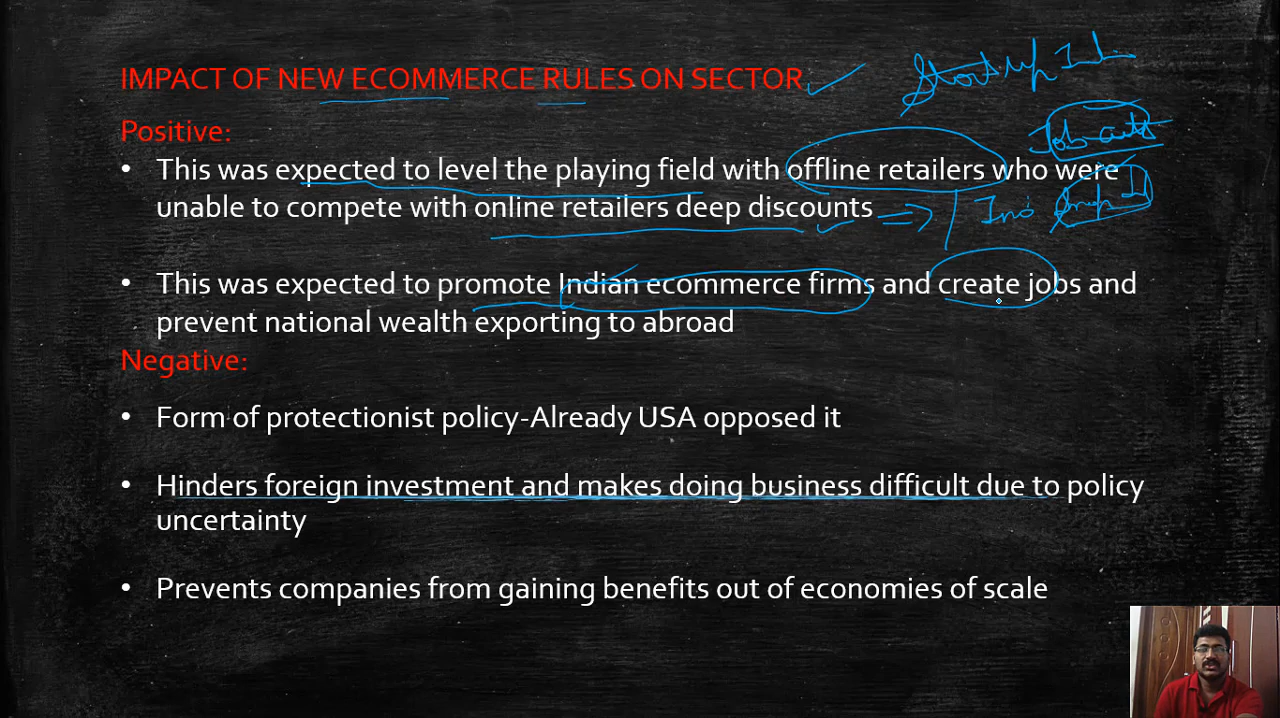 IMPACT OF NEW ECOMMERCE RULES ON SECTOR
Startup
Positive:
Job cuts
• This was expected to level the playing field with offline retailers who were
unable to compete with online retailers deep discounts
• This was expected to promote Indian ecommerce firms and create jobs and
prevent national wealth exporting to abroad
Negative:
• Form of protectionist policy-Already USA opposed it
• Hinders foreign investment and makes doing business difficult due to policy
uncertainty
• Prevents companies from gaining benefits out of economies of scale